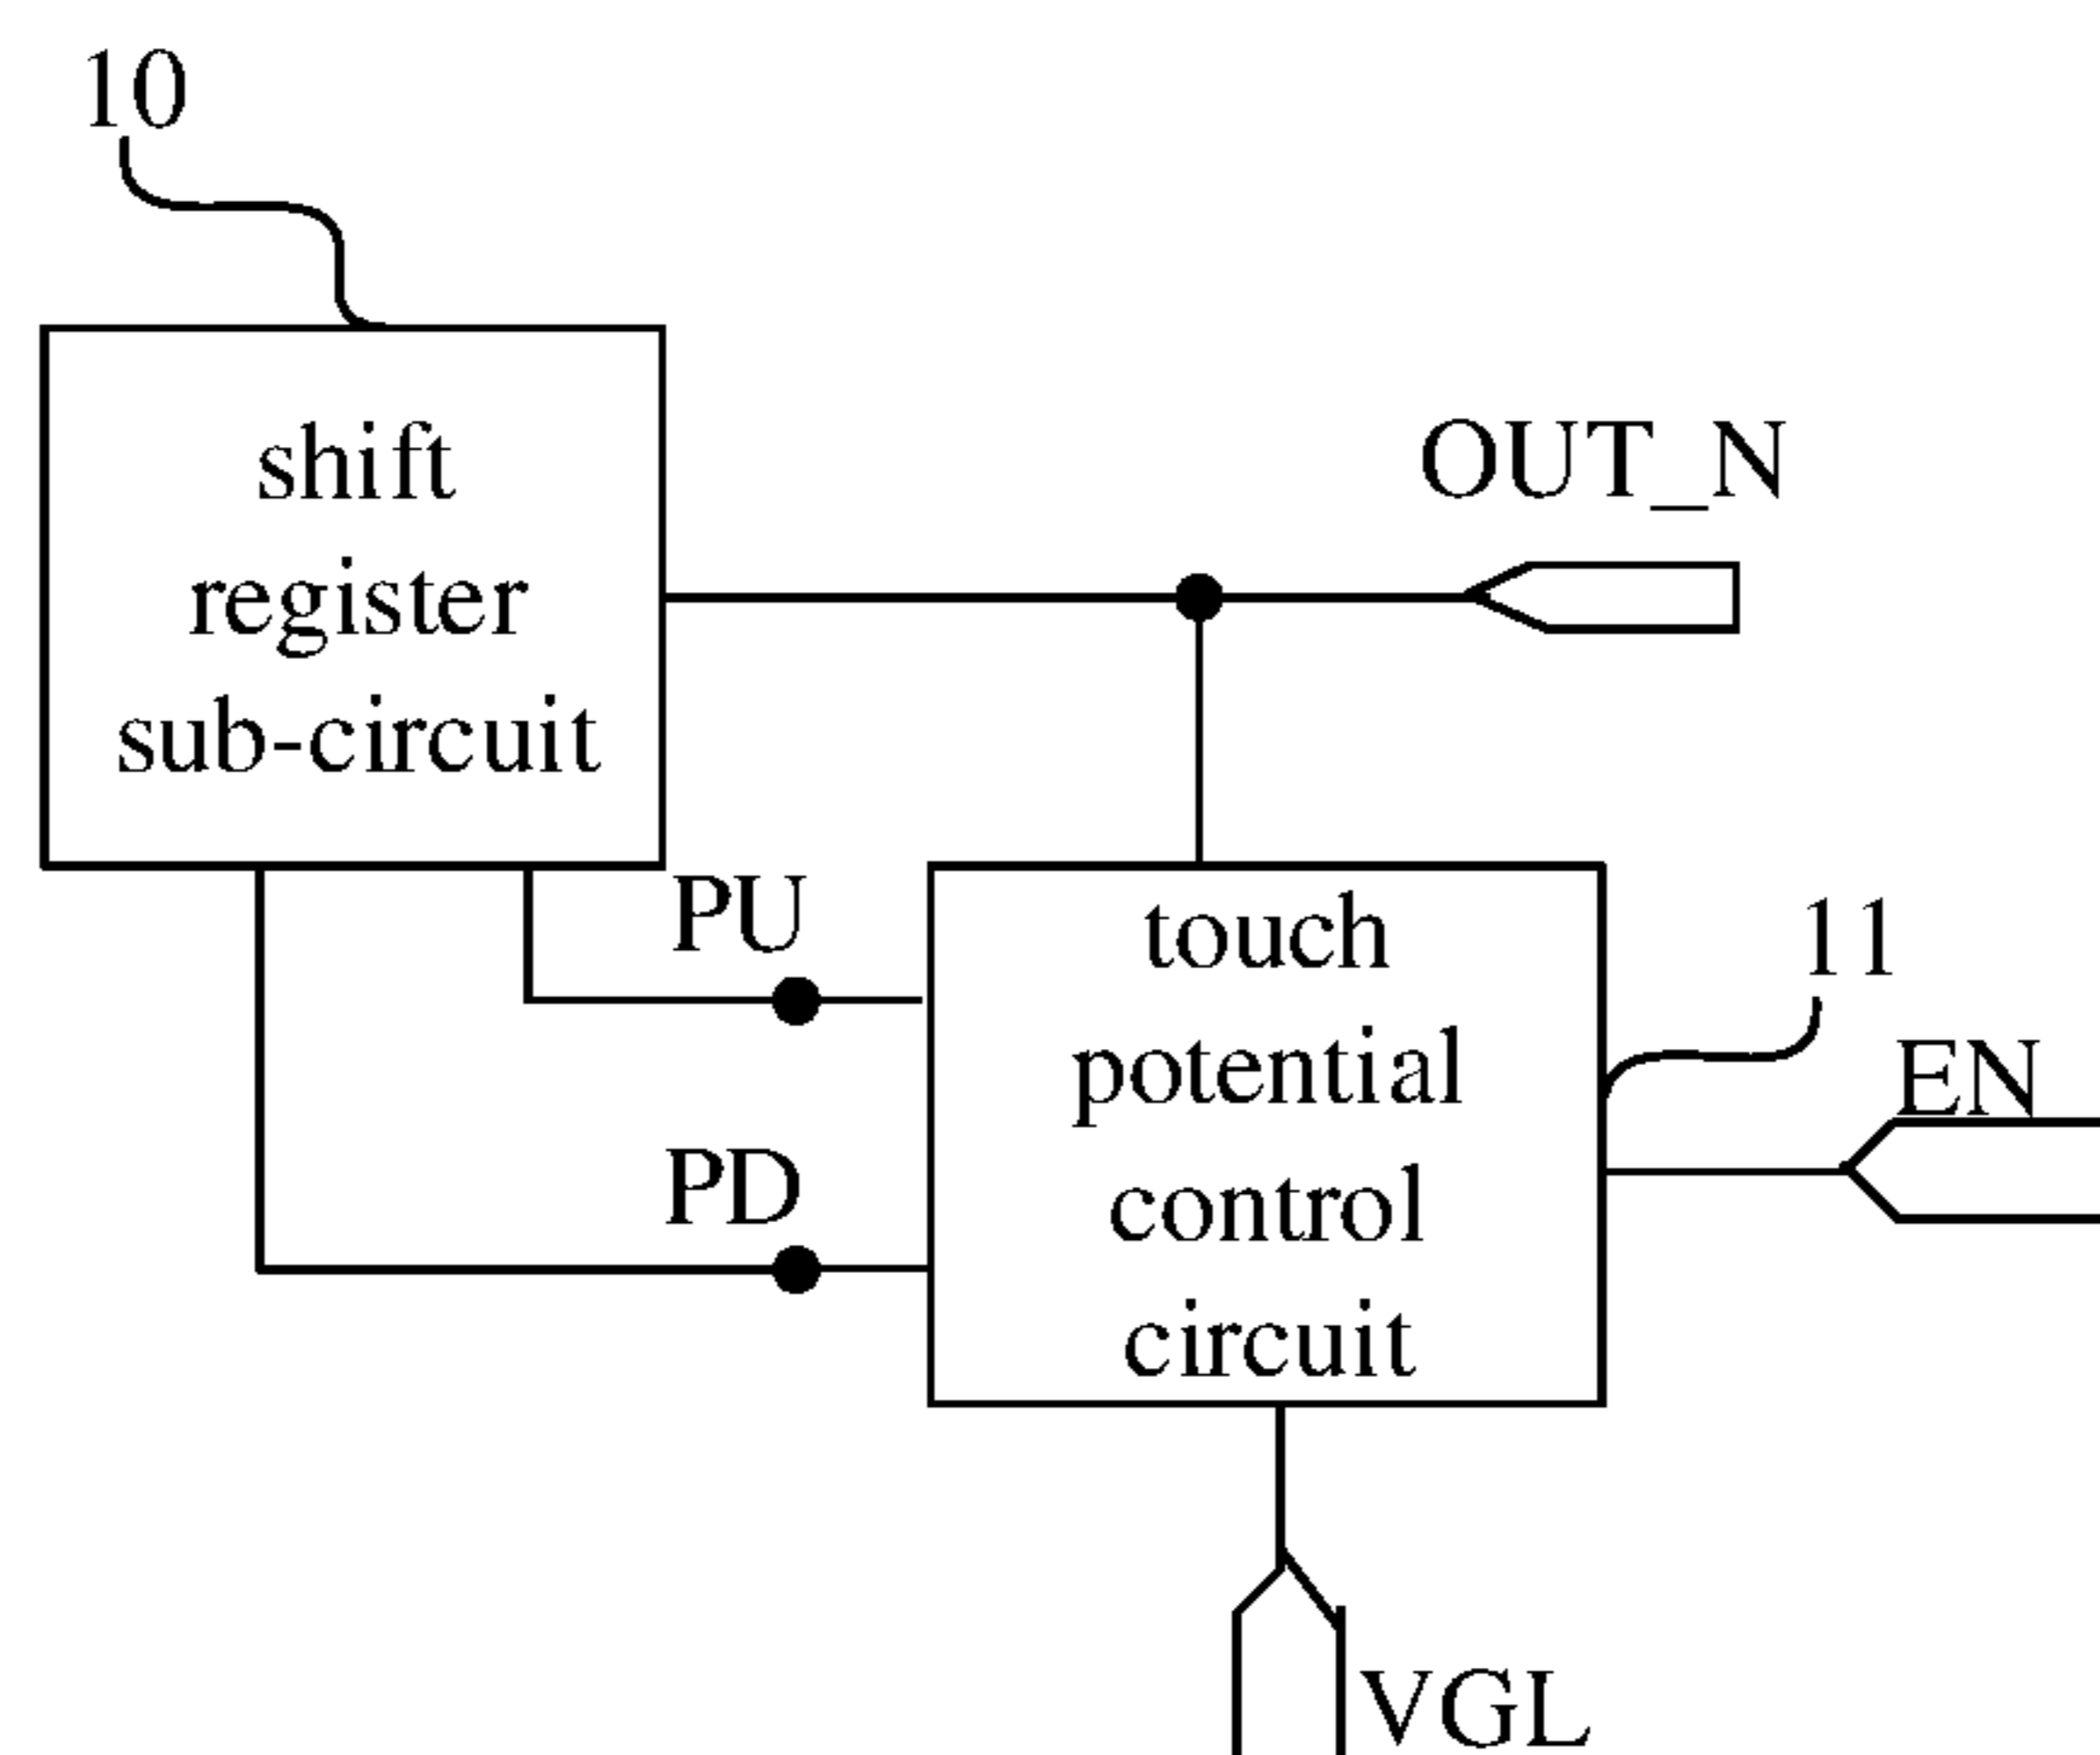 10
shift
register
sub-circuit
OUT_N
PU
touch
potential
control
circuit
11
EN
PD
VGL